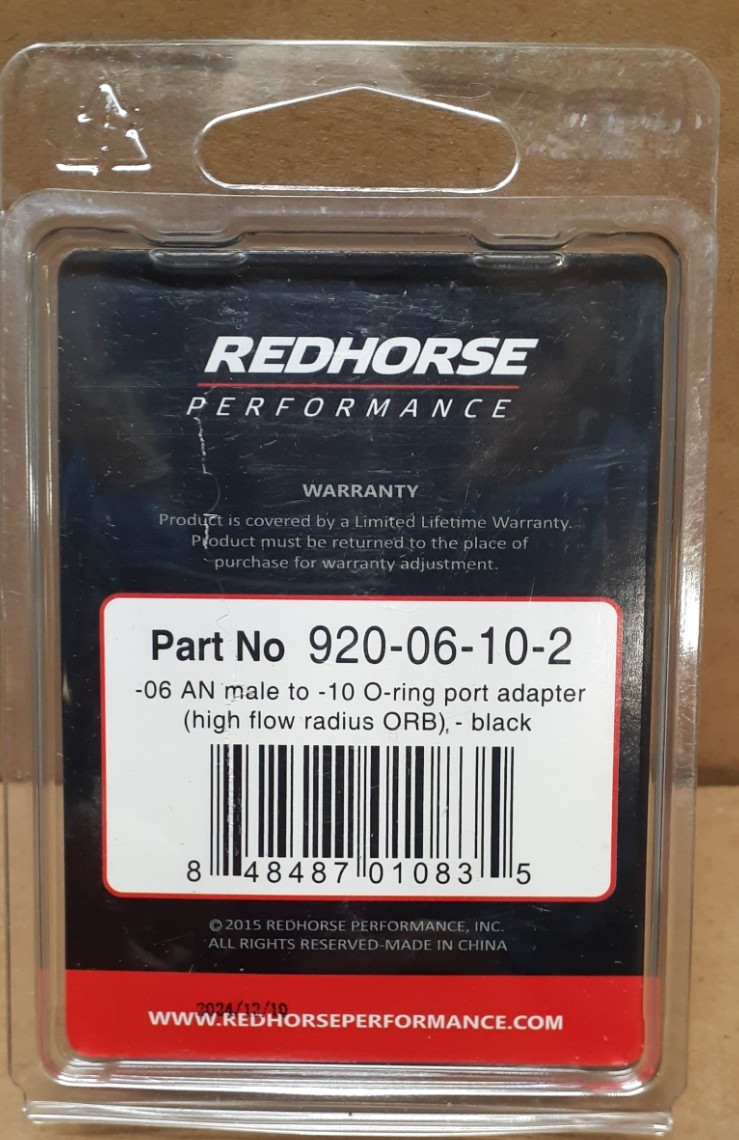 REDHORSE
PERFORMANCE
WARRANTY
Product is covered by a Limited Lifetime Warranty.
Product must be returned to the place of
purchase for warranty adjustment.
Part No 920-06-10-2
-06 AN male to -10 O-ring port adapter
(high flow radius ORB), - black
8 48487 01083 5
©2015 REDHORSE PERFORMANCE, INC.
ALL RIGHTS RESERVED-MADE IN CHINA
2024/12/10
WWW.REDHORSEPERFORMANCE.COM